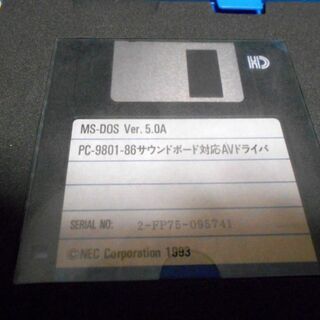 HD
MS-DOS Ver. 5.0A
PC-9801-86サウンドボード対応AVドライバ
SERIAL NO: 2-FP75-095741
©NEC Corporation 1993